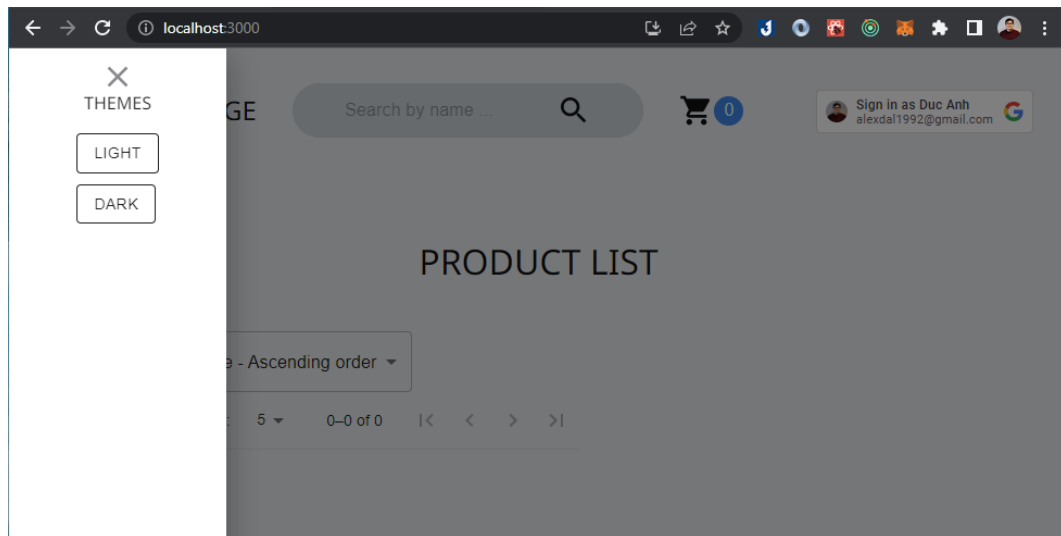 localhost:3000
THEMES
LIGHT
DARK
GE
Search by name ...
0
Sign in as Duc Anh
alexdal1992@gmail.com
PRODUCT LIST
e - Ascending order
: 5
0–0 of 0